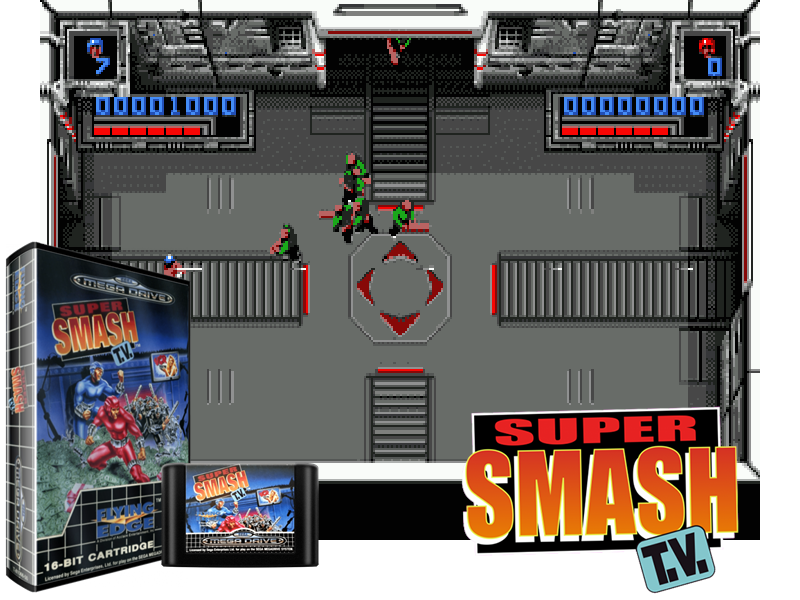 7
0
00001000
00000000
MEGA DRIVE
SUPER
SMASH
T.V.
SMASH T.V.
FLYING
EDGE
16-BIT CARTRIDGE
SUPER
SMASH
T.V.
MEGA DRIVE
SUPER
SMASH
T.V.